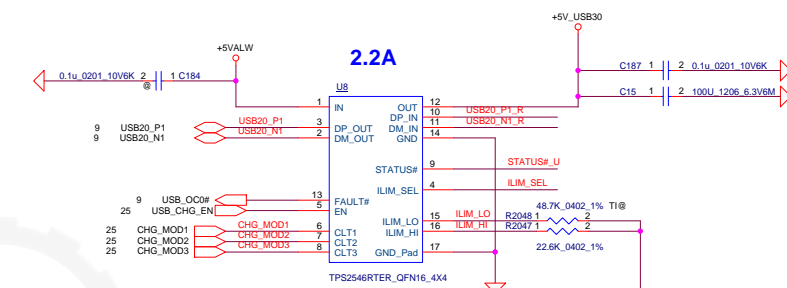 +5V_USB30
+5VALW
2.2A
0.1u_0201_10V6K 2 1 C184
@
C187 1 2 0.1u_0201_10V6K
C15 1 2 100U_1206_6.3V6M
U8
1 IN OUT 12
DP_IN 10 USB20_P1_R
9 USB20_P1 USB20_P1 3 DP_OUT DM_IN 11 USB20_N1_R
9 USB20_N1 USB20_N1 2 DM_OUT GND 14
STATUS# 9 STATUS#_U
ILIM_SEL 4 ILIM_SEL
9 USB_OC0# 13 FAULT#
25 USB_CHG_EN 5 EN
48.7K_0402_1% TI@
ILIM_LO 15 ILIM_LO R2048 1 2
25 CHG_MOD1 CHG_MOD1 6 CLT1 ILIM_HI 16 ILIM_HI R2047 1 2
25 CHG_MOD2 CHG_MOD2 7 CLT2
25 CHG_MOD3 CHG_MOD3 8 CLT3 GND_Pad 17
22.6K_0402_1%
TPS2546RTER_QFN16_4X4